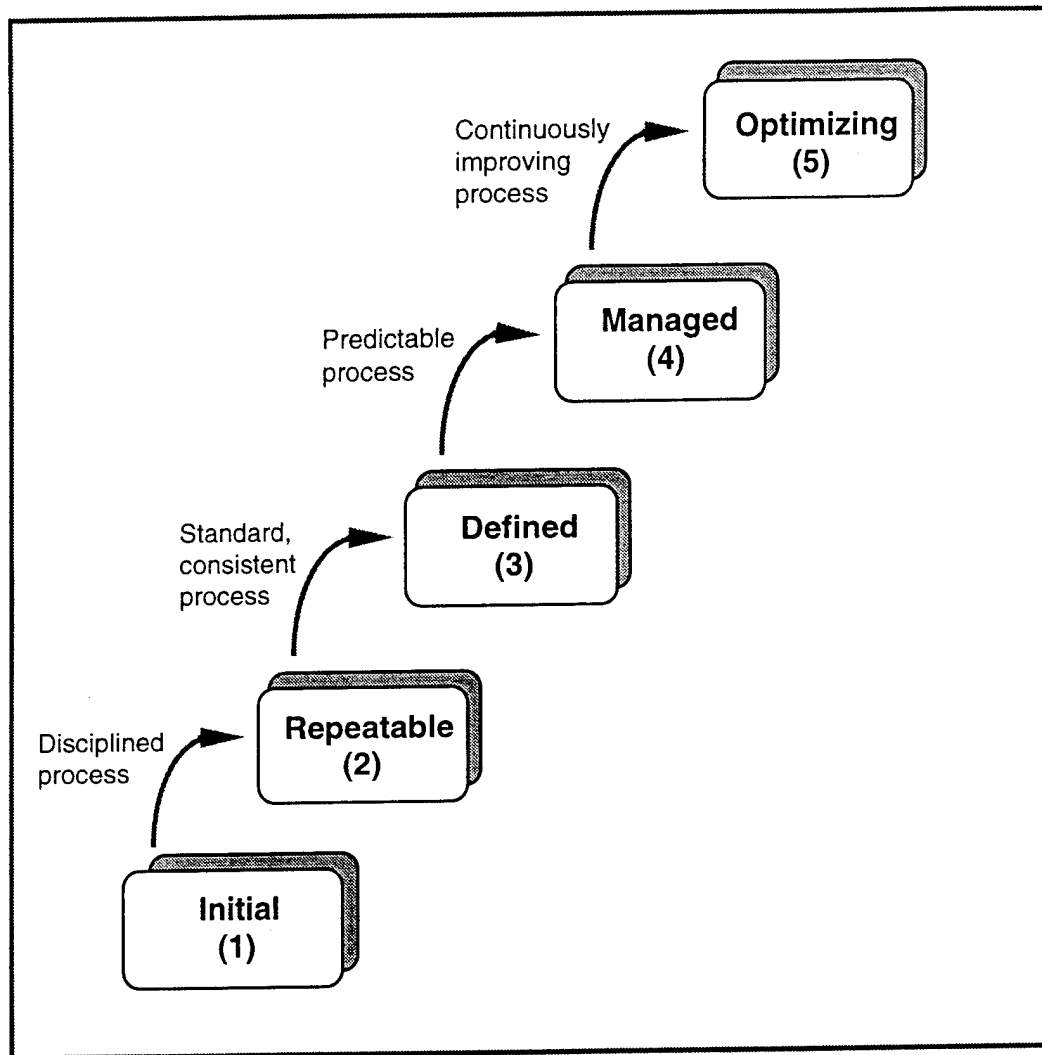 Continuously
improving
process
Optimizing
(5)
Predictable
process
Managed
(4)
Standard,
consistent
process
Defined
(3)
Disciplined
process
Repeatable
(2)
Initial
(1)